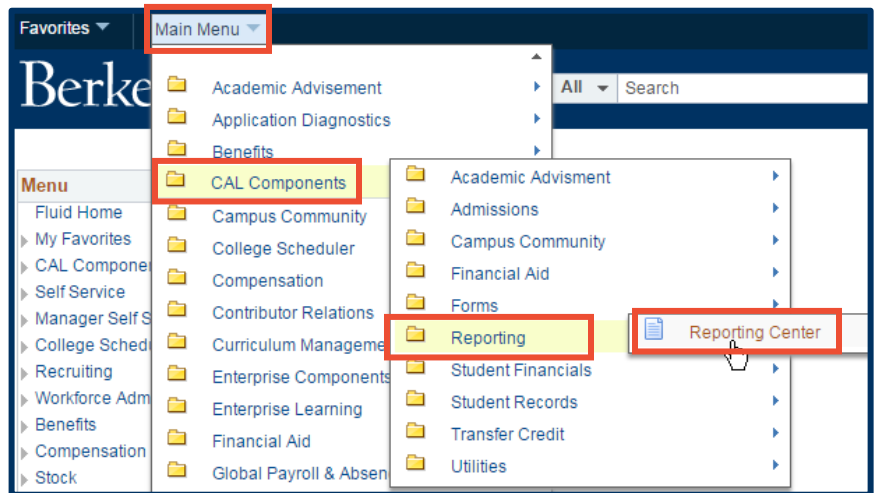 Favorites
Main Menu
Berke
All
Search
Menu
Fluid Home
My Favorites
CAL Componer
Self Service
Manager Self S
College Schedu
Recruiting
Workforce Adm
Benefits
Compensation
Stock
Academic Advisement
Application Diagnostics
Benefits
CAL Components
Campus Community
College Scheduler
Compensation
Contributor Relations
Curriculum Manageme
Enterprise Components
Enterprise Learning
Financial Aid
Global Payroll & Absen
Academic Advisment
Admissions
Campus Community
Financial Aid
Forms
Reporting
Student Financials
Student Records
Transfer Credit
Utilities
Reporting Center